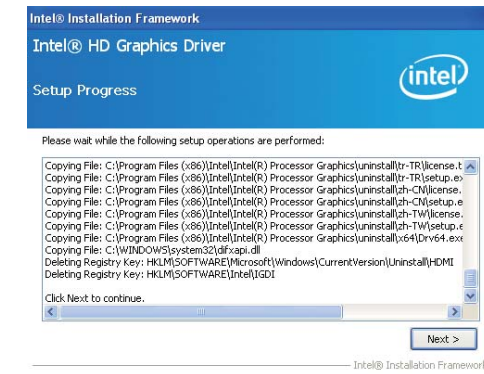 Intel® Installation Framework
Intel® HD Graphics Driver
intel
Setup Progress
Please wait while the following setup operations are performed:
Copying File: C:\Program Files (x86)\Intel\Intel(R) Processor Graphics\uninstall\tr-TR\license.t
Copying File: C:\Program Files (x86)\Intel\Intel(R) Processor Graphics\uninstall\tr-TR\setup.ex
Copying File: C:\Program Files (x86)\Intel\Intel(R) Processor Graphics\uninstall\zh-CN\license.
Copying File: C:\Program Files (x86)\Intel\Intel(R) Processor Graphics\uninstall\zh-CN\setup.e
Copying File: C:\Program Files (x86)\Intel\Intel(R) Processor Graphics\uninstall\zh-TW\license.
Copying File: C:\Program Files (x86)\Intel\Intel(R) Processor Graphics\uninstall\zh-TW\setup.e
Copying File: C:\Program Files (x86)\Intel\Intel(R) Processor Graphics\uninstall\x64\Drv64.exe
Copying File: C:\WINDOWS\system32\difxapi.dll
Deleting Registry Key: HKLM\SOFTWARE\Microsoft\Windows\CurrentVersion\Uninstall\HDMI
Deleting Registry Key: HKLM\SOFTWARE\Intel\IGDI
Click Next to continue.
Next >
Intel® Installation Framework